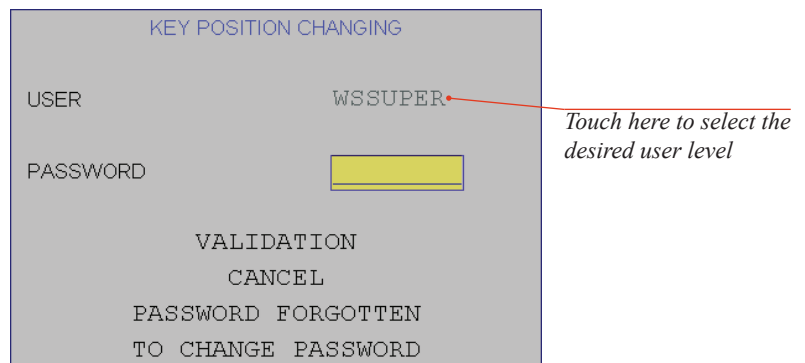 KEY POSITION CHANGING
USER WSSUPER
Touch here to select the
desired user level
PASSWORD
VALIDATION
CANCEL
PASSWORD FORGOTTEN
TO CHANGE PASSWORD